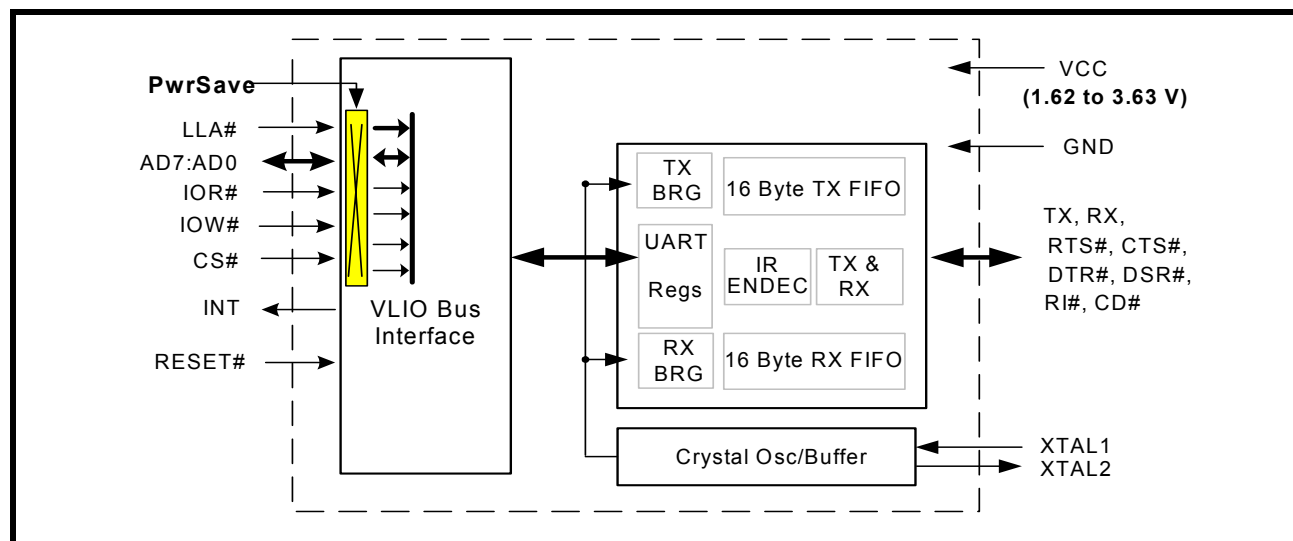 PwrSave
LLA#
AD7:AD0
IOR#
IOW#
CS#
INT
RESET#
VLIO Bus
Interface
TX
BRG
16 Byte TX FIFO
UART
Regs
IR
ENDEC
TX &
RX
RX
BRG
16 Byte RX FIFO
Crystal Osc/Buffer
VCC
(1.62 to 3.63 V)
GND
TX, RX,
RTS#, CTS#,
DTR#, DSR#,
RI#, CD#
XTAL1
XTAL2